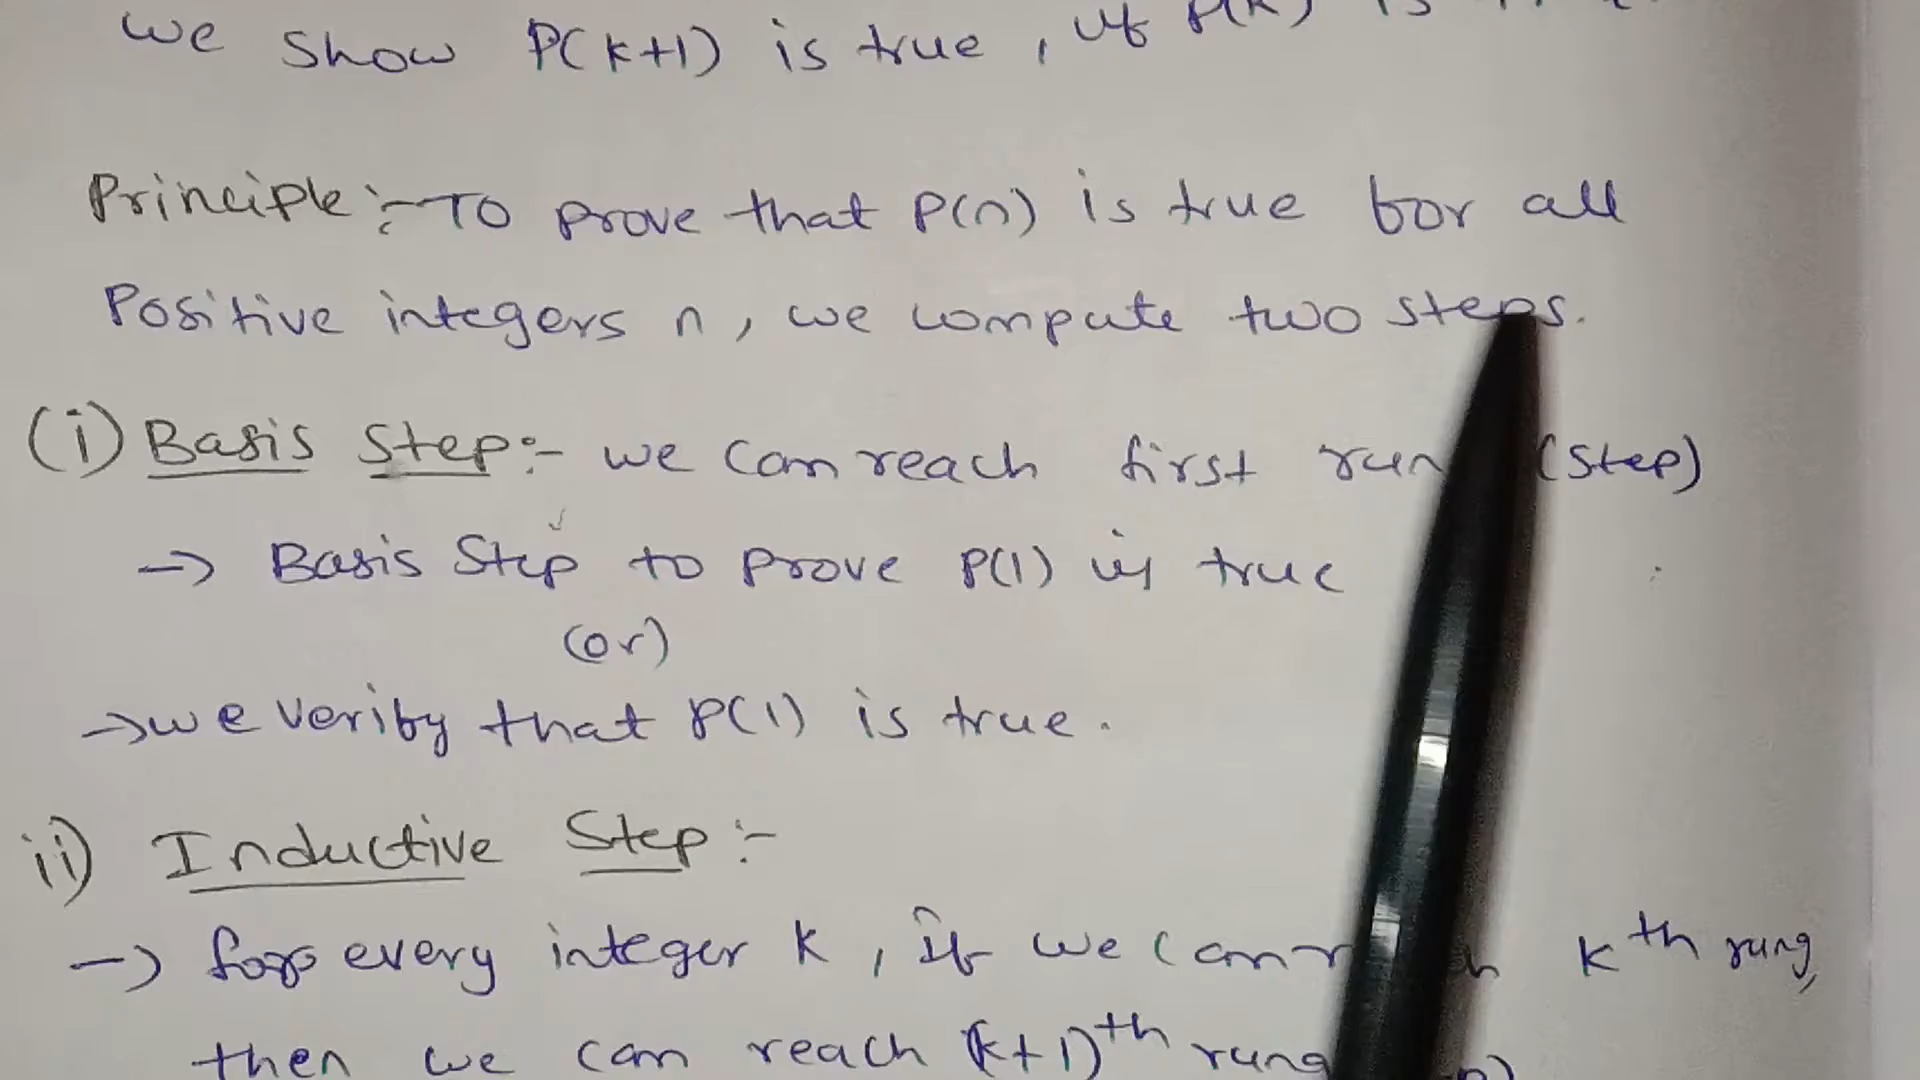 we show P(k+1) is true, if P(k) is
Principle:- To prove that P(n) is true for all
Positive integers n, we compute two steps.
(i) Basis Step:- we can reach first (Step)
→ Basis Step to prove P(1) is true
(or)
→ we verify that P(1) is true.
ii) Inductive Step:-
→ for every integer k, if we can kth rung,
then we can reach (k+1)th rung